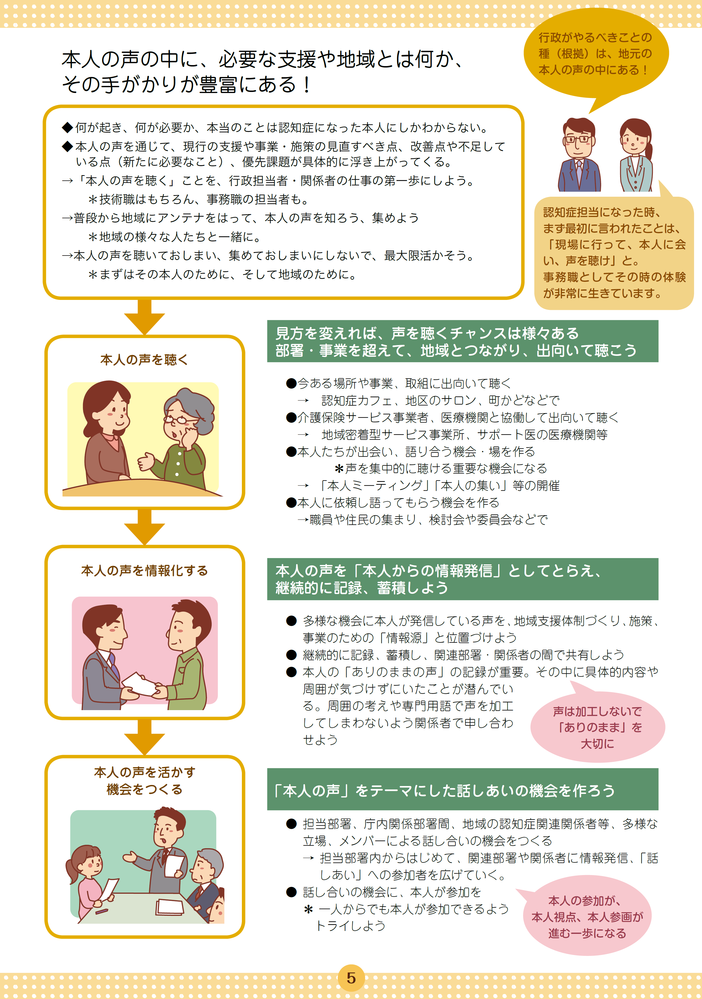 行政がやるべきことの
種（根拠）は、地元の
本人の声の中にある！
本人の声の中に、必要な支援や地域とは何か、
その手がかりが豊富にある！
◆何が起き、何が必要か、本当のことは認知症になった本人にしかわからない。
◆本人の声を通じて、現行の支援や事業・施策の見直すべき点、改善点や不足して
いる点（新たに必要なこと）、優先課題が具体的に浮き上がってくる。
→「本人の声を聴く」ことを、行政担当者・関係者の仕事の第一歩にしよう。
＊技術職はもちろん、事務職の担当者も。
→普段から地域にアンテナをはって、本人の声を知ろう、集めよう
＊地域の様々な人たちと一緒に。
→本人の声を聴いておしまい、集めておしまいにしないで、最大限活かそう。
＊まずはその本人のために、そして地域のために。
認知症担当になった時、
まず最初に言われたことは、
「現場に行って、本人に会
い、声を聴け」と。
事務職としてその時の体験
が非常に生きています。
本人の声を聴く
見方を変えれば、声を聴くチャンスは様々ある
部署・事業を超えて、地域とつながり、出向いて聴こう
●今ある場所や事業、取組に出向いて聴く
→　認知症カフェ、地区のサロン、町かどなどで
●介護保険サービス事業者、医療機関と協働して出向いて聴く
→　地域密着型サービス事業所、サポート医の医療機関等
●本人たちが出会い、語り合う機会・場を作る
＊声を集中的に聴ける重要な機会になる
→　「本人ミーティング」「本人の集い」等の開催
●本人に依頼し語ってもらう機会を作る
→職員や住民の集まり、検討会や委員会などで
本人の声を情報化する
本人の声を「本人からの情報発信」としてとらえ、
継続的に記録、蓄積しよう
● 多様な機会に本人が発信している声を、地域支援体制づくり、施策、
事業のための「情報源」と位置づけよう
● 継続的に記録、蓄積し、関連部署・関係者の間で共有しよう
● 本人の「ありのままの声」の記録が重要。その中に具体的内容や
周囲が気づけずにいたことが潜んでい
る。周囲の考えや専門用語で声を加工
してしまわないよう関係者で申し合わ
せよう
声は加工しないで
「ありのまま」を
大切に
本人の声を活かす
機会をつくる
「本人の声」をテーマにした話しあいの機会を作ろう
● 担当部署、庁内関係部署間、地域の認知症関連関係者等、多様な
立場、メンバーによる話し合いの機会をつくる
→ 担当部署内からはじめて、関連部署や関係者に情報発信、「話
しあい」への参加者を広げていく。
● 話し合いの機会に、本人が参加を
＊ 一人からでも本人が参加できるよう
トライしよう
本人の参加が、
本人視点、本人参画が
進む一歩になる
5